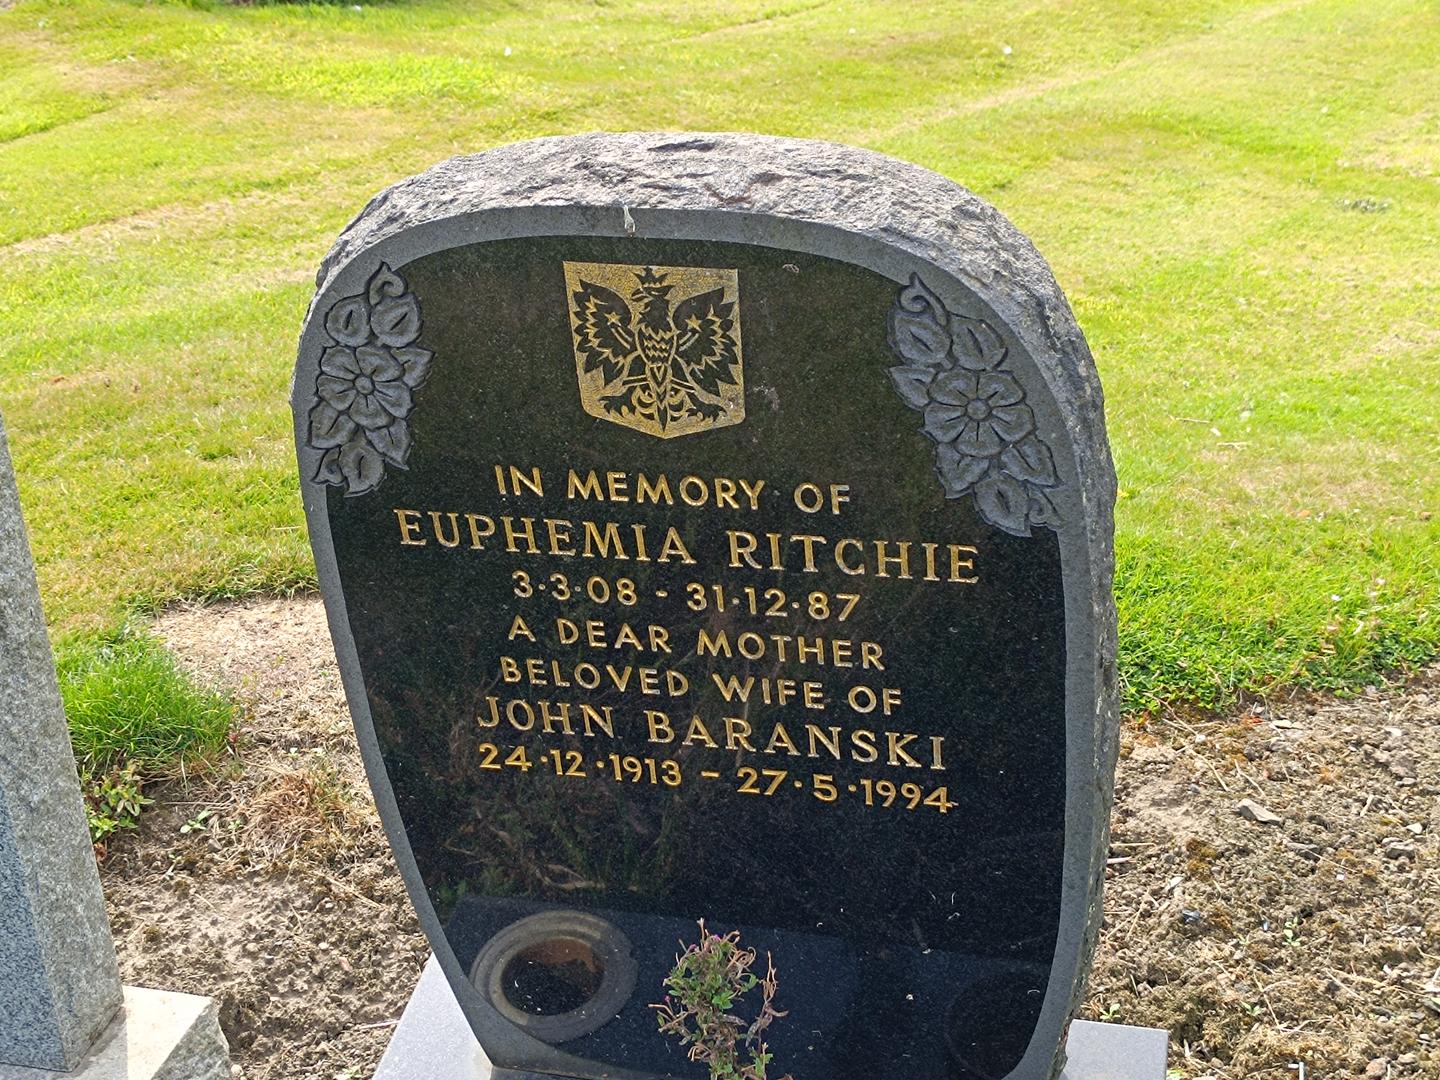 IN MEMORY OF
EUPHEMIA RITCHIE
3·3·08 - 31·12·87
A DEAR MOTHER
BELOVED WIFE OF
JOHN BARANSKI
24·12·1913 - 27·5·1994